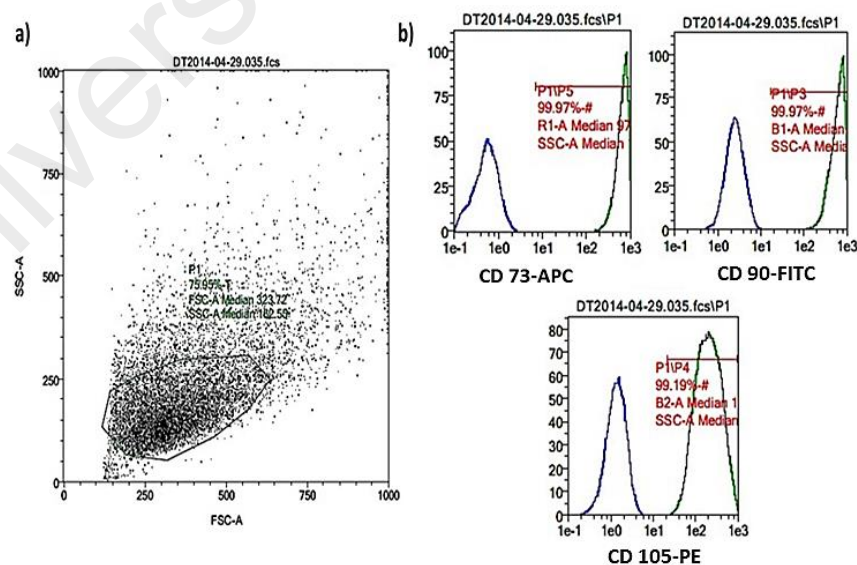 a)
DT2014-04-29.035.fcs
1000
750
500
250
0
SSC-A
P1
75.95%-T
FSC-A Median 323.72
SSC-A Median
0
250
500
750
1000
FSC-A
b)
DT2014-04-29.035.fcs\P1
100
75
50
25
0
P1\P5
99.97%-#
R1-A Median 97
SSC-A Median
1e-1
1e0
1e1
1e2
1e3
CD 73-APC
DT2014-04-29.035.fcs\P1
100
75
50
25
0
P1\P3
99.97%-#
B1-A Median
SSC-A Media
1e-1
1e0
1e1
1e2
1e3
CD 90-FITC
DT2014-04-29.035.fcs\P1
80
70
60
50
40
30
20
10
0
P1\P4
99.19%-#
B2-A Median 1
SSC-A Median
1e-1
1e0
1e1
1e2
1e3
CD 105-PE